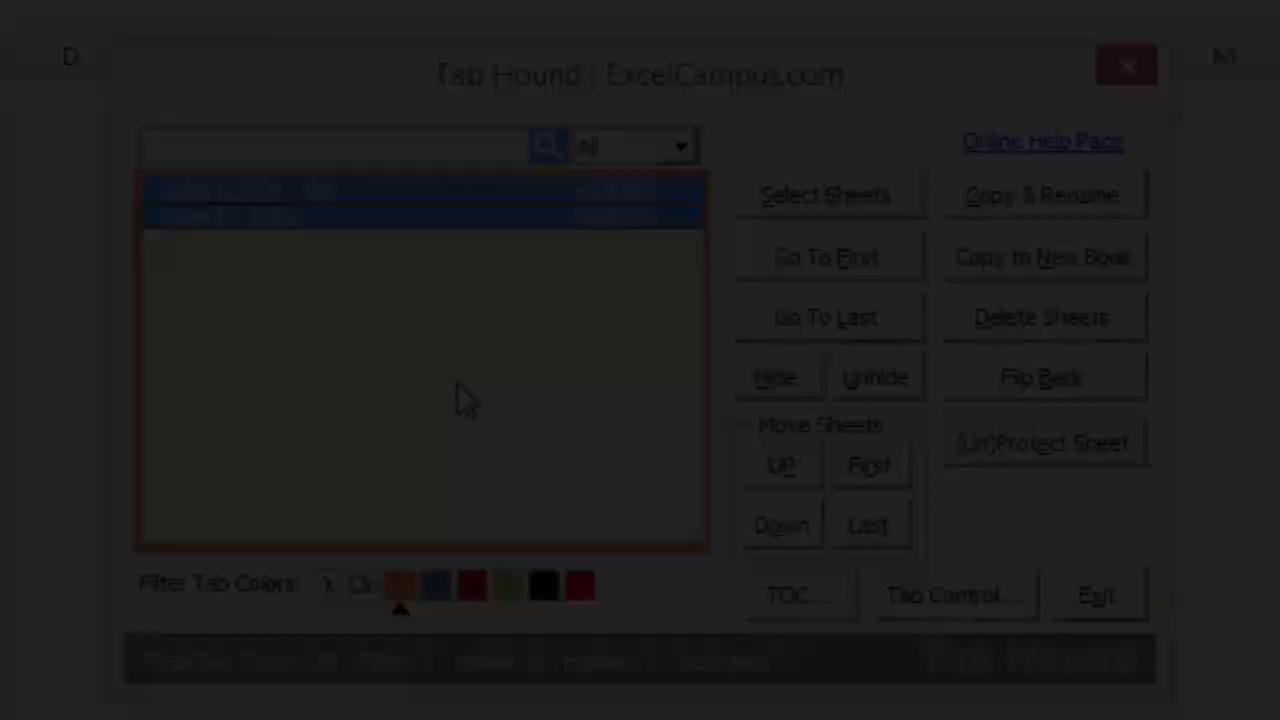 D
M
Tab Hound | ExcelCampus.com
All
Online Help Page
Select Sheets
Copy & Rename
Go To First
Copy to New Book
Go To Last
Delete Sheets
Hide
Unhide
Flip Back
Move Sheets
(Un)Protect Sheet
UP
First
Down
Last
Filter Tab Colors:
TOC...
Tab Control...
Exit
Tab Hound